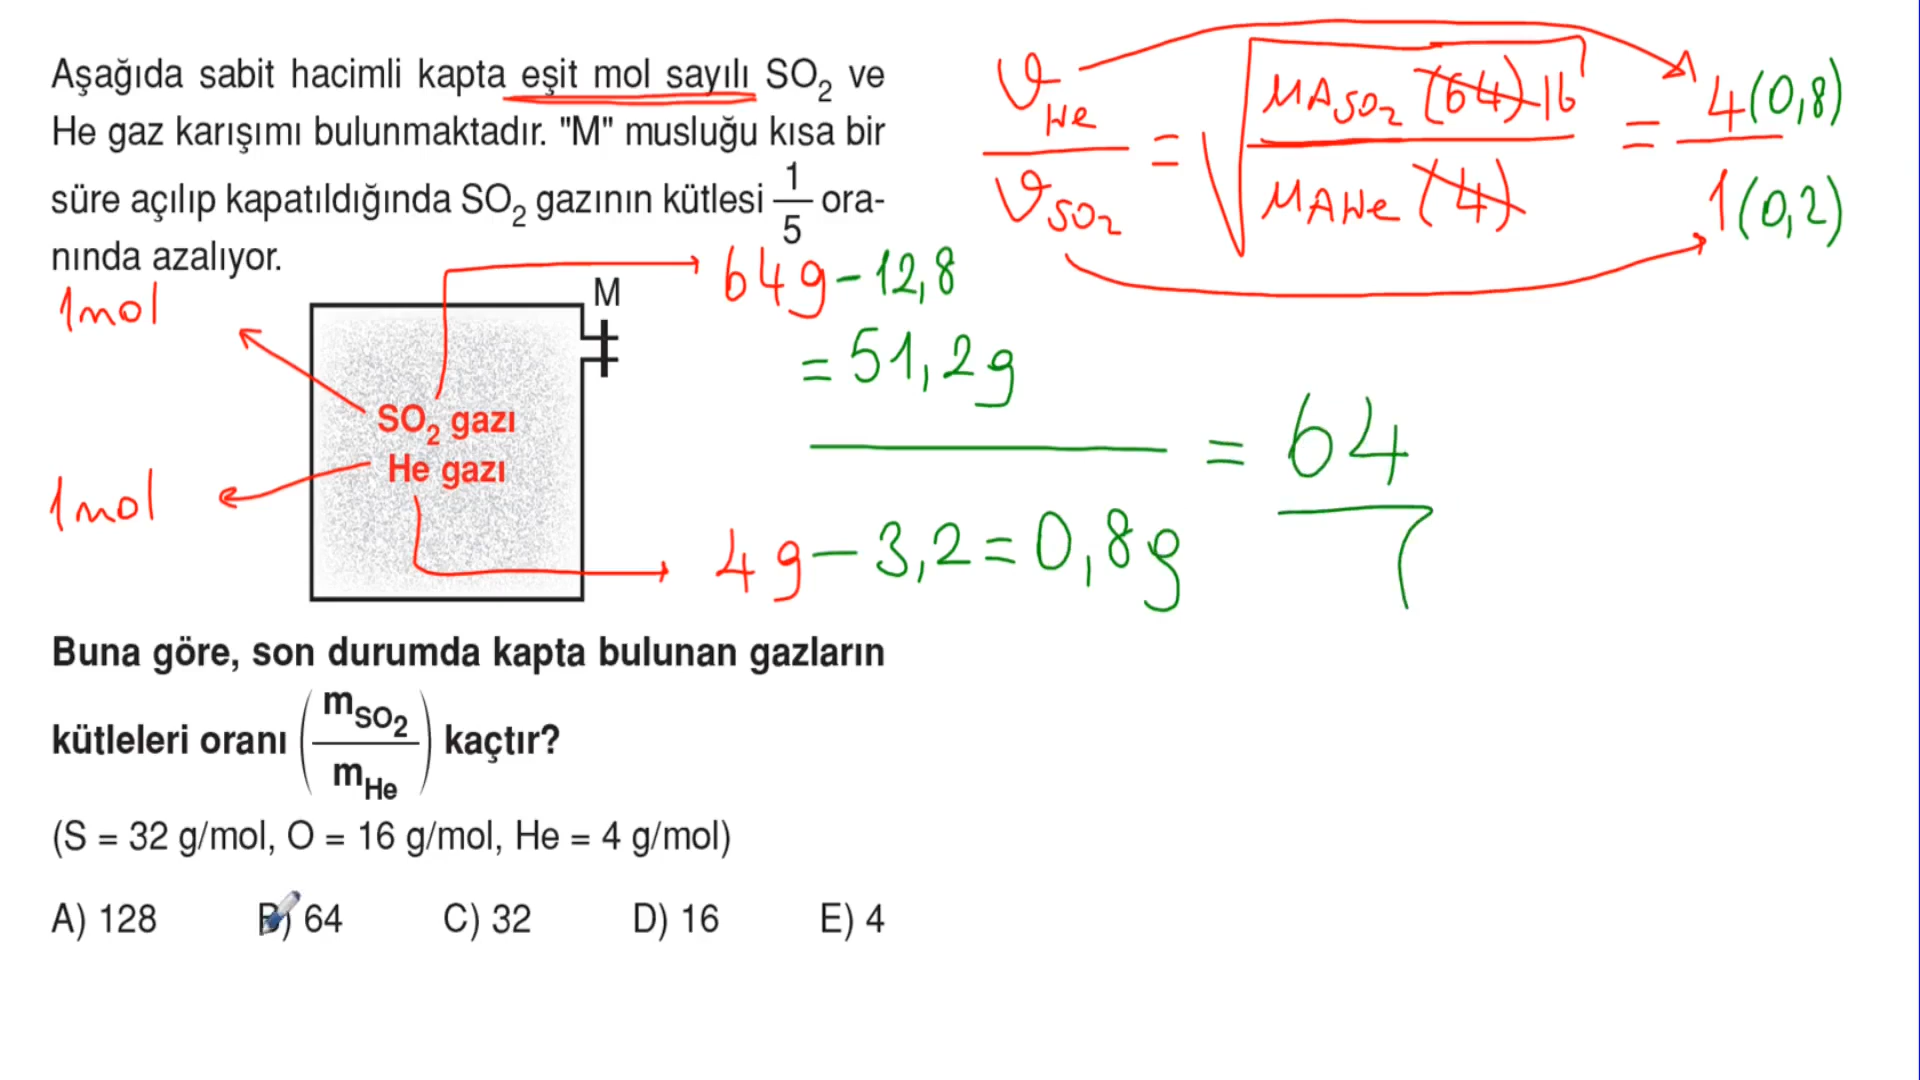 Aşağıda sabit hacimli kapta eşit mol sayılı SO₂ ve
He gaz karışımı bulunmaktadır. "M" musluğu kısa bir
süre açılıp kapatıldığında SO₂ gazının kütlesi 1/5 ora-
nında azalıyor.
1mol
1mol
M
SO₂ gazı
He gazı
64g-12,8
=51,2g
4g-3,2=0,8g
= 64
ϑHe/ϑSO₂ = √(MASO₂ (64) 16/MAHe (4)) = 4(0,8)/1(0,2)
Buna göre, son durumda kapta bulunan gazların
kütleleri oranı (mSO₂/mHe) kaçtır?
(S = 32 g/mol, O = 16 g/mol, He = 4 g/mol)
A) 128 B) 64 C) 32 D) 16 E) 4